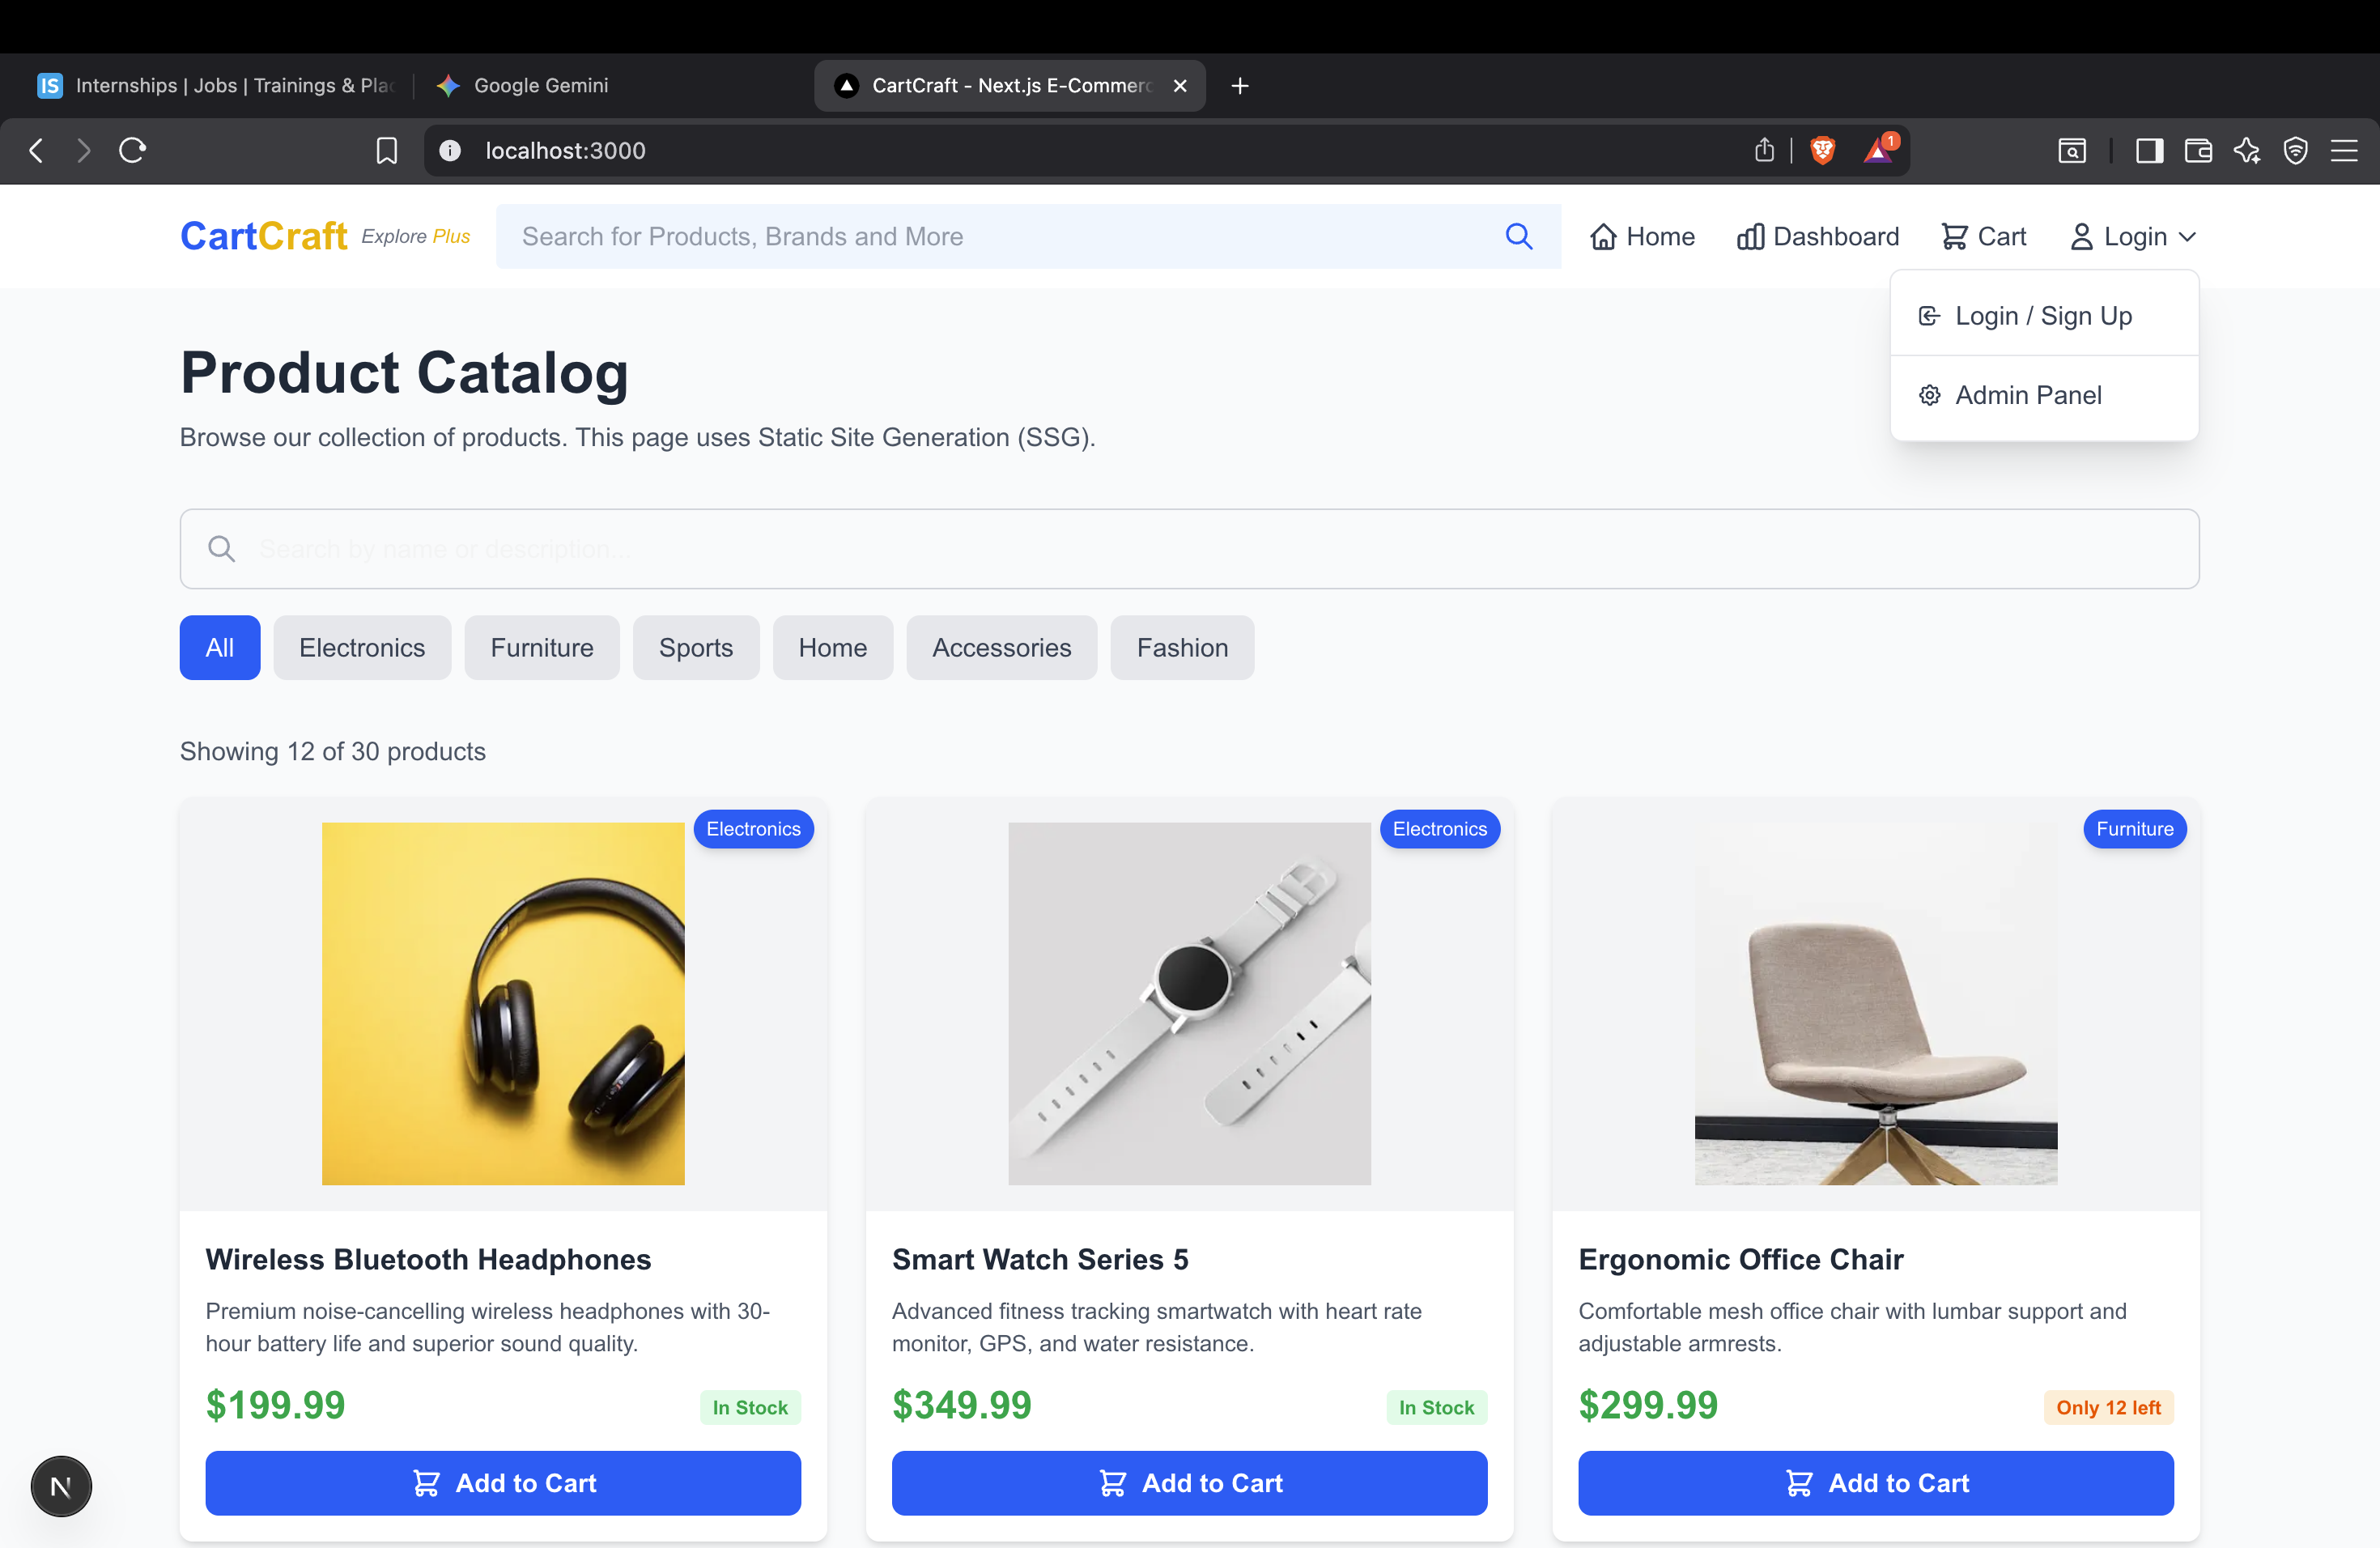 IS Internships | Jobs | Trainings & Plac
Google Gemini
CartCraft - Next.js E-Commerc
localhost:3000
1
CartCraft Explore Plus
Search for Products, Brands and More
Home
Dashboard
Cart
Login
Login / Sign Up
Admin Panel
Product Catalog
Browse our collection of products. This page uses Static Site Generation (SSG).
Search by name or description...
All
Electronics
Furniture
Sports
Home
Accessories
Fashion
Showing 12 of 30 products
Electronics
Electronics
Furniture
Wireless Bluetooth Headphones
Premium noise-cancelling wireless headphones with 30-
hour battery life and superior sound quality.
$199.99
In Stock
Add to Cart
Smart Watch Series 5
Advanced fitness tracking smartwatch with heart rate
monitor, GPS, and water resistance.
$349.99
In Stock
Add to Cart
Ergonomic Office Chair
Comfortable mesh office chair with lumbar support and
adjustable armrests.
$299.99
Only 12 left
Add to Cart
N